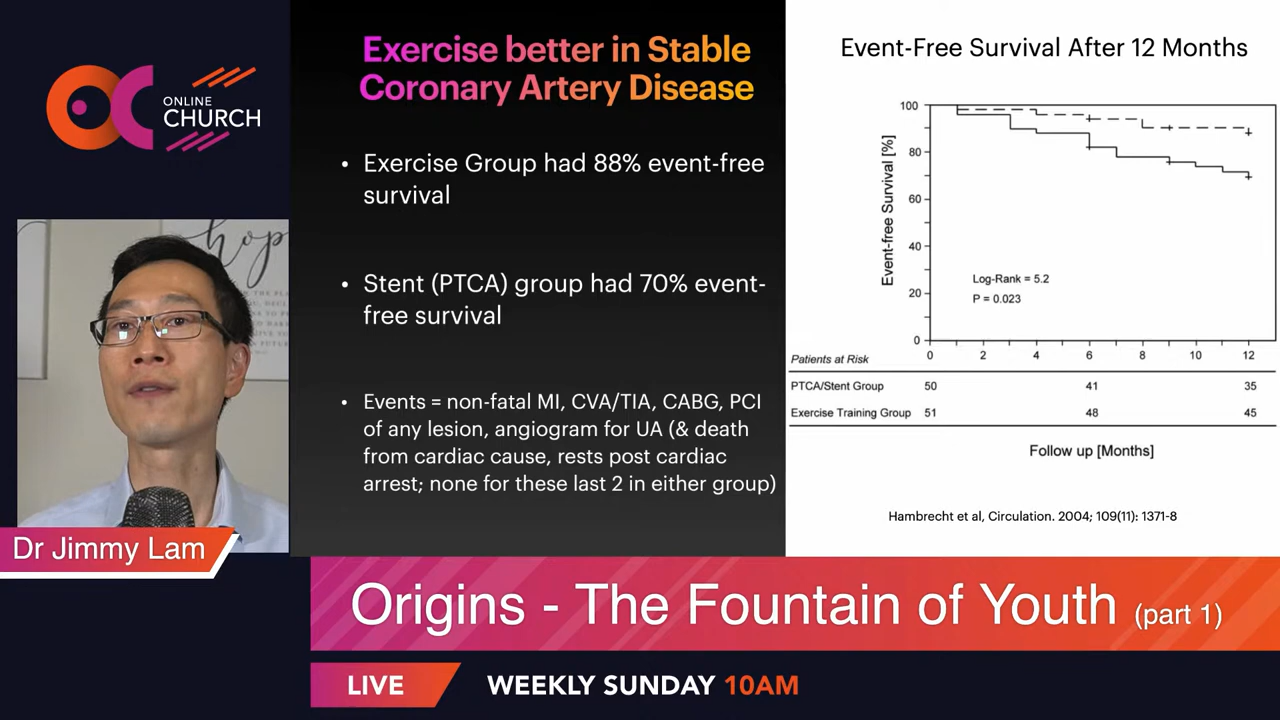 ONLINE
CHURCH
Exercise better in Stable
Coronary Artery Disease
• Exercise Group had 88% event-free
survival
• Stent (PTCA) group had 70% event-
free survival
• Events = non-fatal MI, CVA/TIA, CABG, PCI
of any lesion, angiogram for UA (& death
from cardiac cause, rests post cardiac
arrest; none for these last 2 in either group)
Event-Free Survival After 12 Months
Event-free Survival [%]
100
80
60
40
20
0
Log-Rank = 5.2
P = 0.023
0 2 4 6 8 10 12
Patients at Risk
PTCA/Stent Group 50 41 35
Exercise Training Group 51 48 45
Follow up [Months]
Hambrecht et al, Circulation. 2004; 109(11): 1371-8
hope
Dr Jimmy Lam
Origins - The Fountain of Youth (part 1)
LIVE WEEKLY SUNDAY 10AM